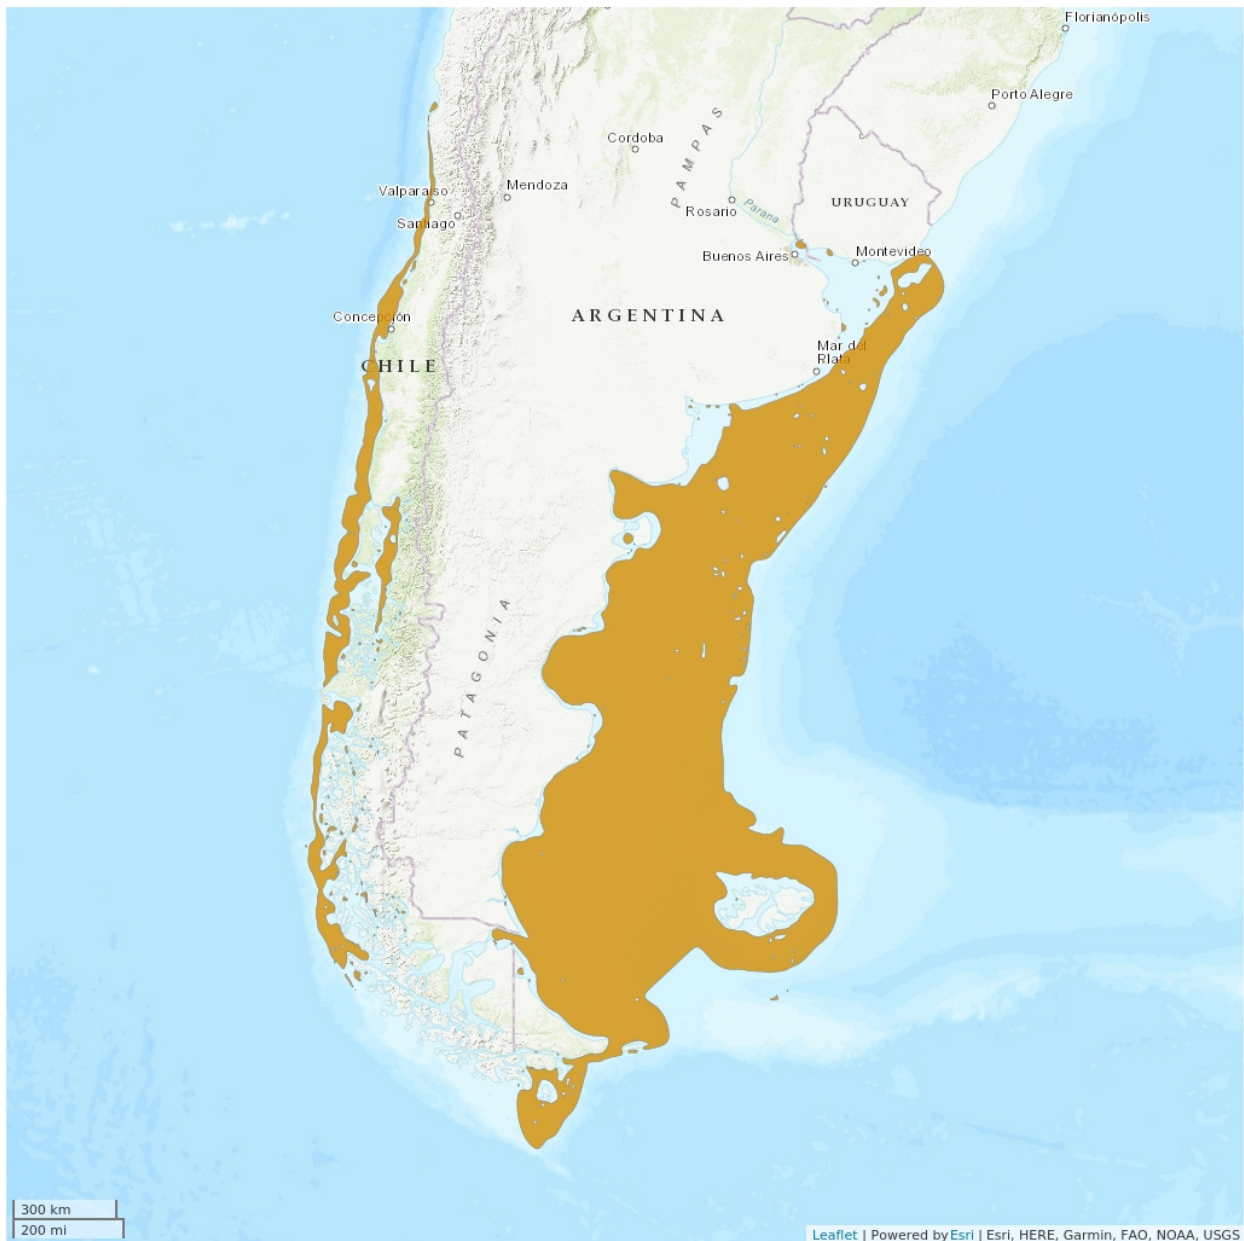 Florianópolis
Porto Alegre
Cordoba
PAMPAS
Mendoza
Valparaíso
Santiago
Rosario
Parana
URUGUAY
Buenos Aires
Montevideo
ARGENTINA
Concepción
Mar del
Plata
CHILE
PATAGONIA
300 km
200 mi
Leaflet | Powered by Esri | Esri, HERE, Garmin, FAO, NOAA, USGS